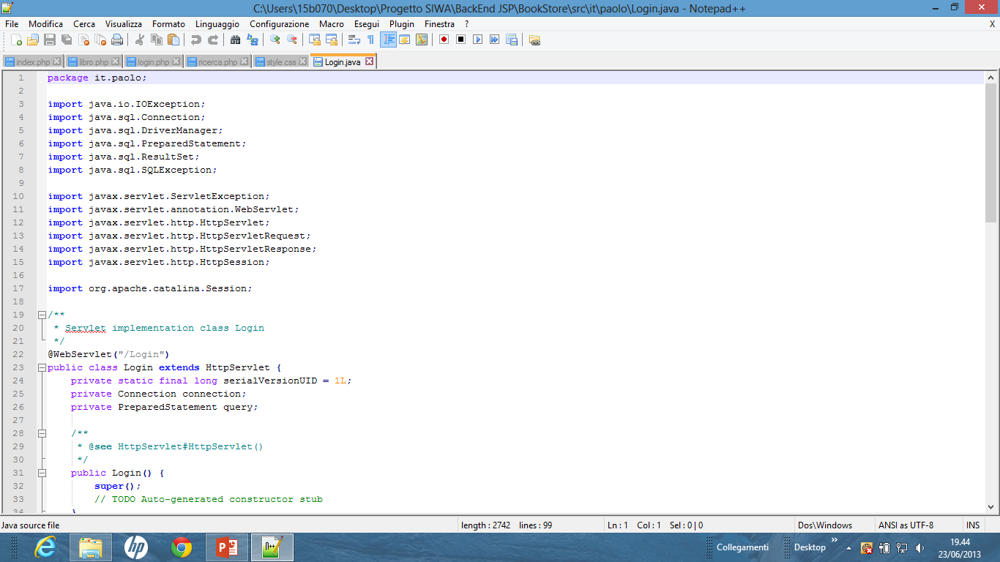 C:\Users\15b070\Desktop\Progetto SIWA\BackEnd JSP\BookStore\src\it\paolo\Login.java - Notepad++
File Modifica Cerca Visualizza Formato Linguaggio Configurazione Macro Esegui Plugin Finestra ? X
index.php libro.php login.php ricerca.php style.css Login.java
1 package it.paolo;
2
3 import java.io.IOException;
4 import java.sql.Connection;
5 import java.sql.DriverManager;
6 import java.sql.PreparedStatement;
7 import java.sql.ResultSet;
8 import java.sql.SQLException;
9
10 import javax.servlet.ServletException;
11 import javax.servlet.annotation.WebServlet;
12 import javax.servlet.http.HttpServlet;
13 import javax.servlet.http.HttpServletRequest;
14 import javax.servlet.http.HttpServletResponse;
15 import javax.servlet.http.HttpSession;
16
17 import org.apache.catalina.Session;
18
19 /**
20 * Servlet implementation class Login
21 */
22 @WebServlet("/Login")
23 public class Login extends HttpServlet {
24 private static final long serialVersionUID = 1L;
25 private Connection connection;
26 private PreparedStatement query;
27
28 /**
29 * @see HttpServlet#HttpServlet()
30 */
31 public Login() {
32 super();
33 // TODO Auto-generated constructor stub
34 }
Java source file length : 2742 lines : 99 Ln : 1 Col : 1 Sel : 0 | 0 Dos\Windows ANSI as UTF-8 INS
Collegamenti Desktop 19.44
23/06/2013